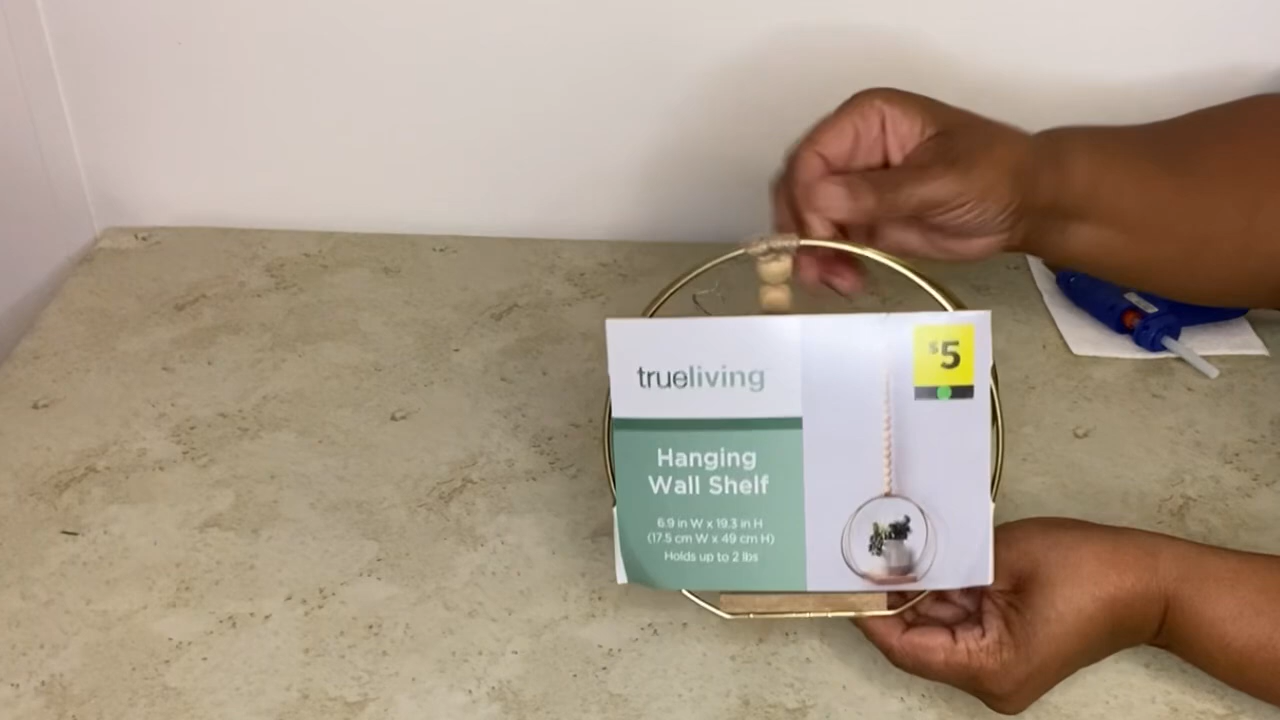 trueliving
$5
Hanging
Wall Shelf
6.9 in W x 19.3 in H
(17.5 cm W x 49 cm H)
Holds up to 2 lbs